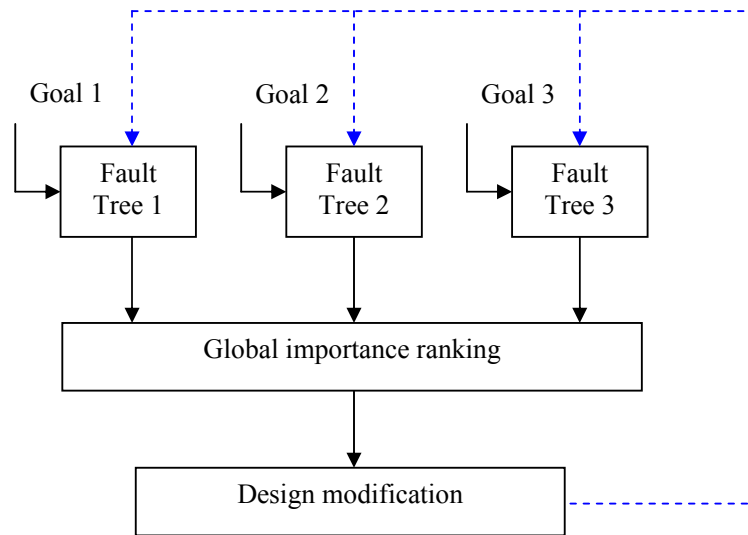 Goal 1
Goal 2
Goal 3
Fault
Tree 1
Fault
Tree 2
Fault
Tree 3
Global importance ranking
Design modification